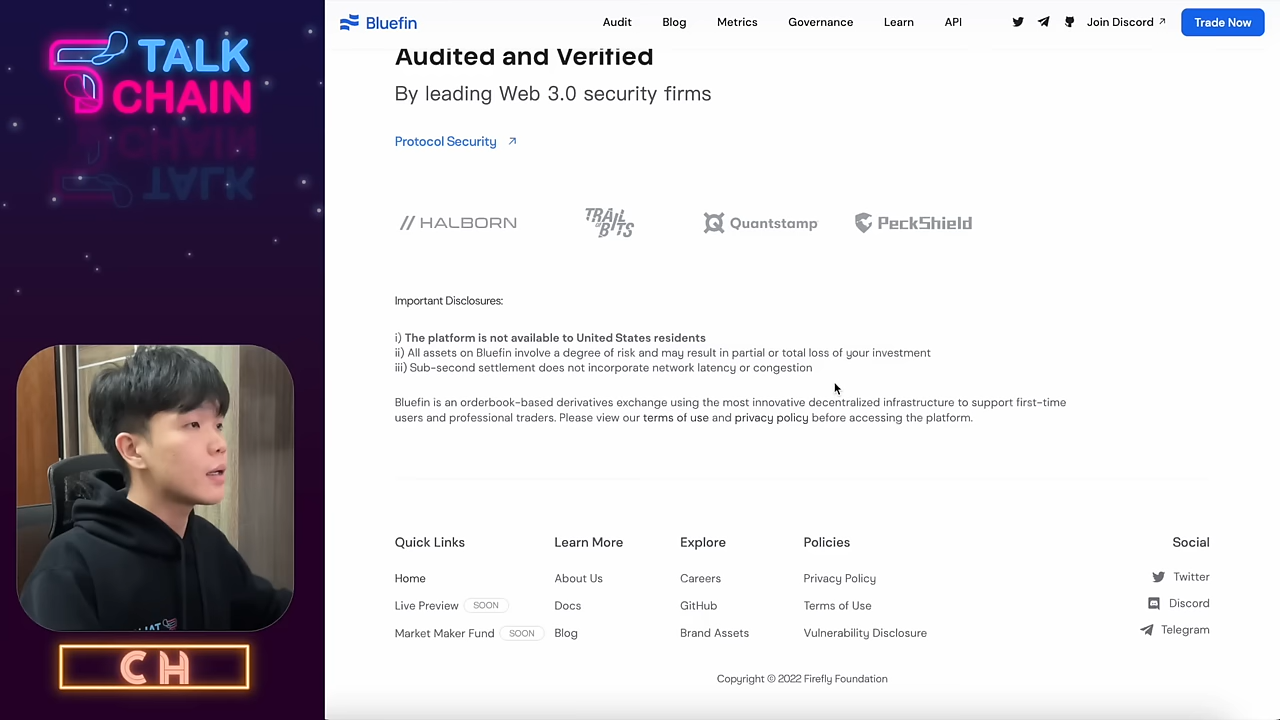 TALK
CHAIN
CH
Bluefin
Audit
Blog
Metrics
Governance
Learn
API
Join Discord
Trade Now
Audited and Verified
By leading Web 3.0 security firms
Protocol Security
HALBORN
TRAIL OF BITS
Quantstamp
PeckShield
Important Disclosures:
i) The platform is not available to United States residents
ii) All assets on Bluefin involve a degree of risk and may result in partial or total loss of your investment
iii) Sub-second settlement does not incorporate network latency or congestion
Bluefin is an orderbook-based derivatives exchange using the most innovative decentralized infrastructure to support first-time
users and professional traders. Please view our terms of use and privacy policy before accessing the platform.
Quick Links
Home
Live Preview SOON
Market Maker Fund SOON
Learn More
About Us
Docs
Blog
Explore
Careers
GitHub
Brand Assets
Policies
Privacy Policy
Terms of Use
Vulnerability Disclosure
Social
Twitter
Discord
Telegram
Copyright © 2022 Firefly Foundation